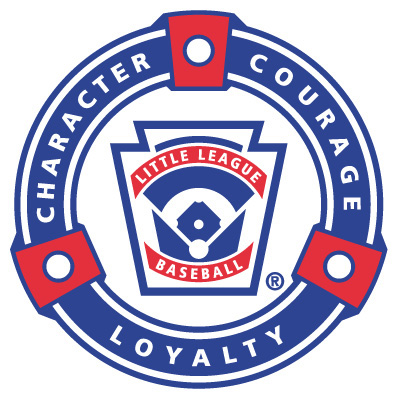 CHARACTER
COURAGE
LITTLE LEAGUE
BASEBALL
®
LOYALTY